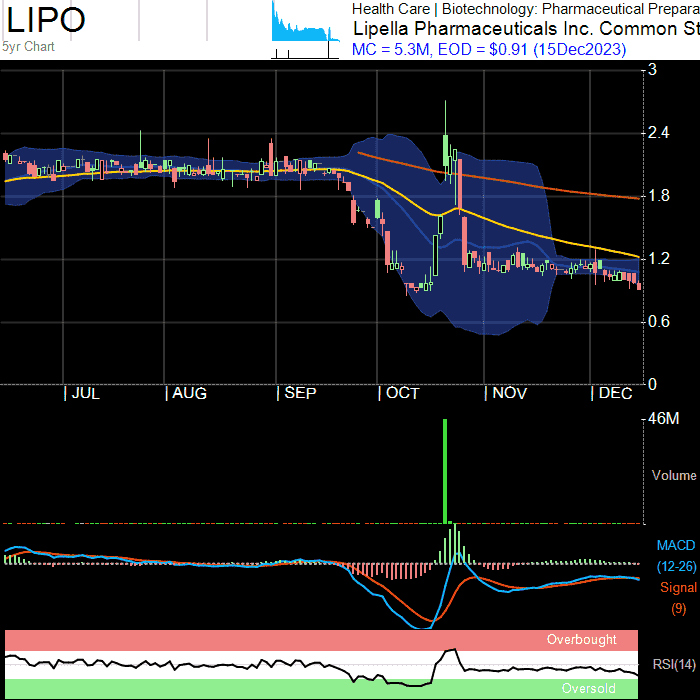 LIPO
5yr Chart
Health Care | Biotechnology: Pharmaceutical Prepara
Lipella Pharmaceuticals Inc. Common St
MC = 5.3M, EOD = $0.91 (15Dec2023)
3
2.4
1.8
1.2
0.6
0
| JUL
| AUG
| SEP
| OCT
| NOV
| DEC
46M
Volume
MACD
(12-26)
Signal
(9)
Overbought
RSI(14)
Oversold